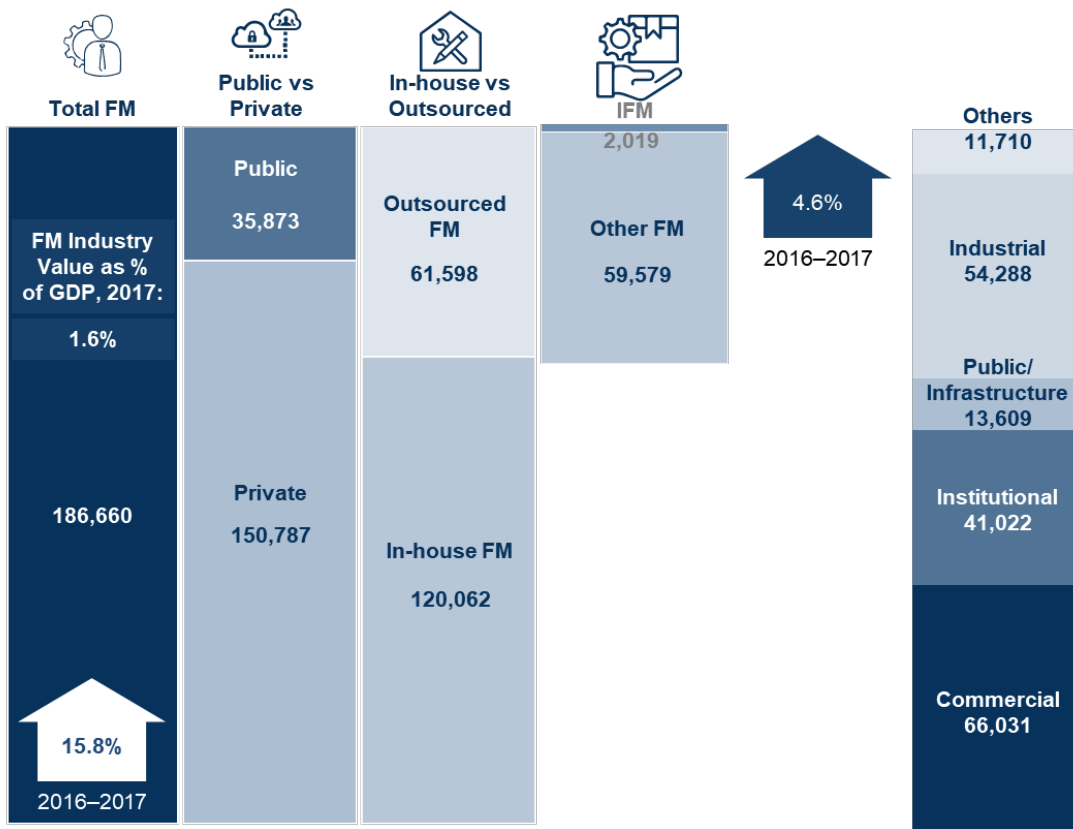 Total FM
FM Industry
Value as %
of GDP, 2017:
1.6%
186,660
15.8%
2016–2017
Public vs
Private
Public
35,873
Private
150,787
In-house vs
Outsourced
Outsourced
FM
61,598
In-house FM
120,062
IFM
2,019
Other FM
59,579
4.6%
2016–2017
Others
11,710
Industrial
54,288
Public/
Infrastructure
13,609
Institutional
41,022
Commercial
66,031